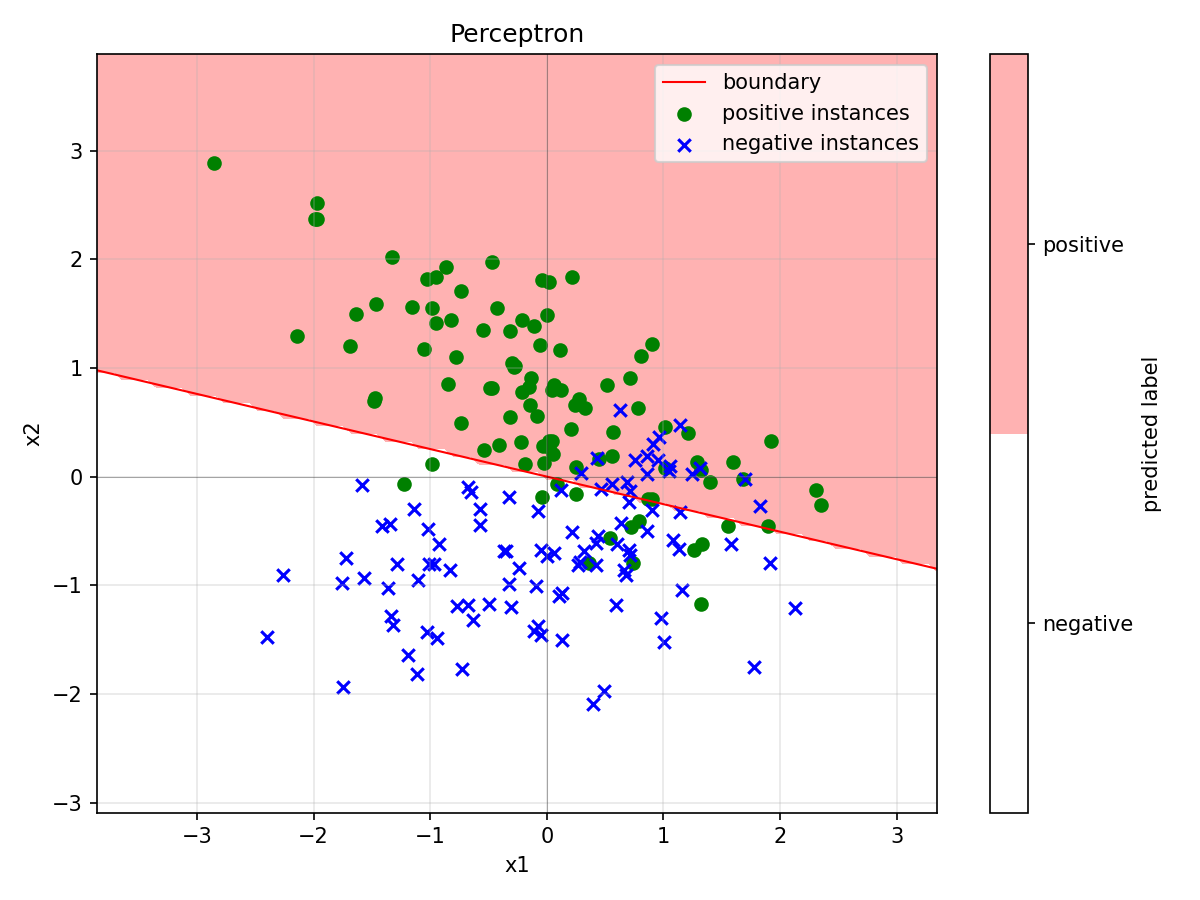 Perceptron
boundary
positive instances
negative instances
3
2
1
0
−1
−2
−3
x2
−3
−2
−1
0
1
2
3
x1
positive
negative
predicted label